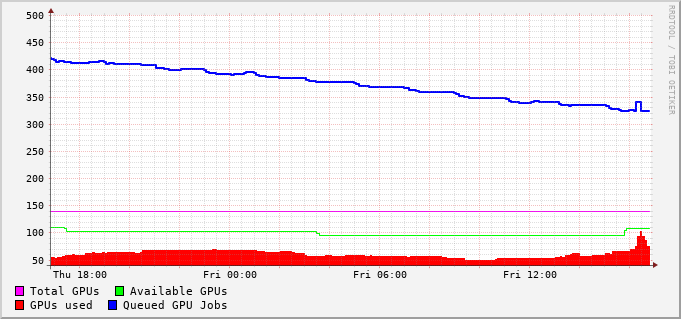 500
450
400
350
300
250
200
150
100
50
Thu 18:00 Fri 00:00 Fri 06:00 Fri 12:00
Total GPUs Available GPUs
GPUs used Queued GPU Jobs
RRDTOOL / TOBI OETIKER